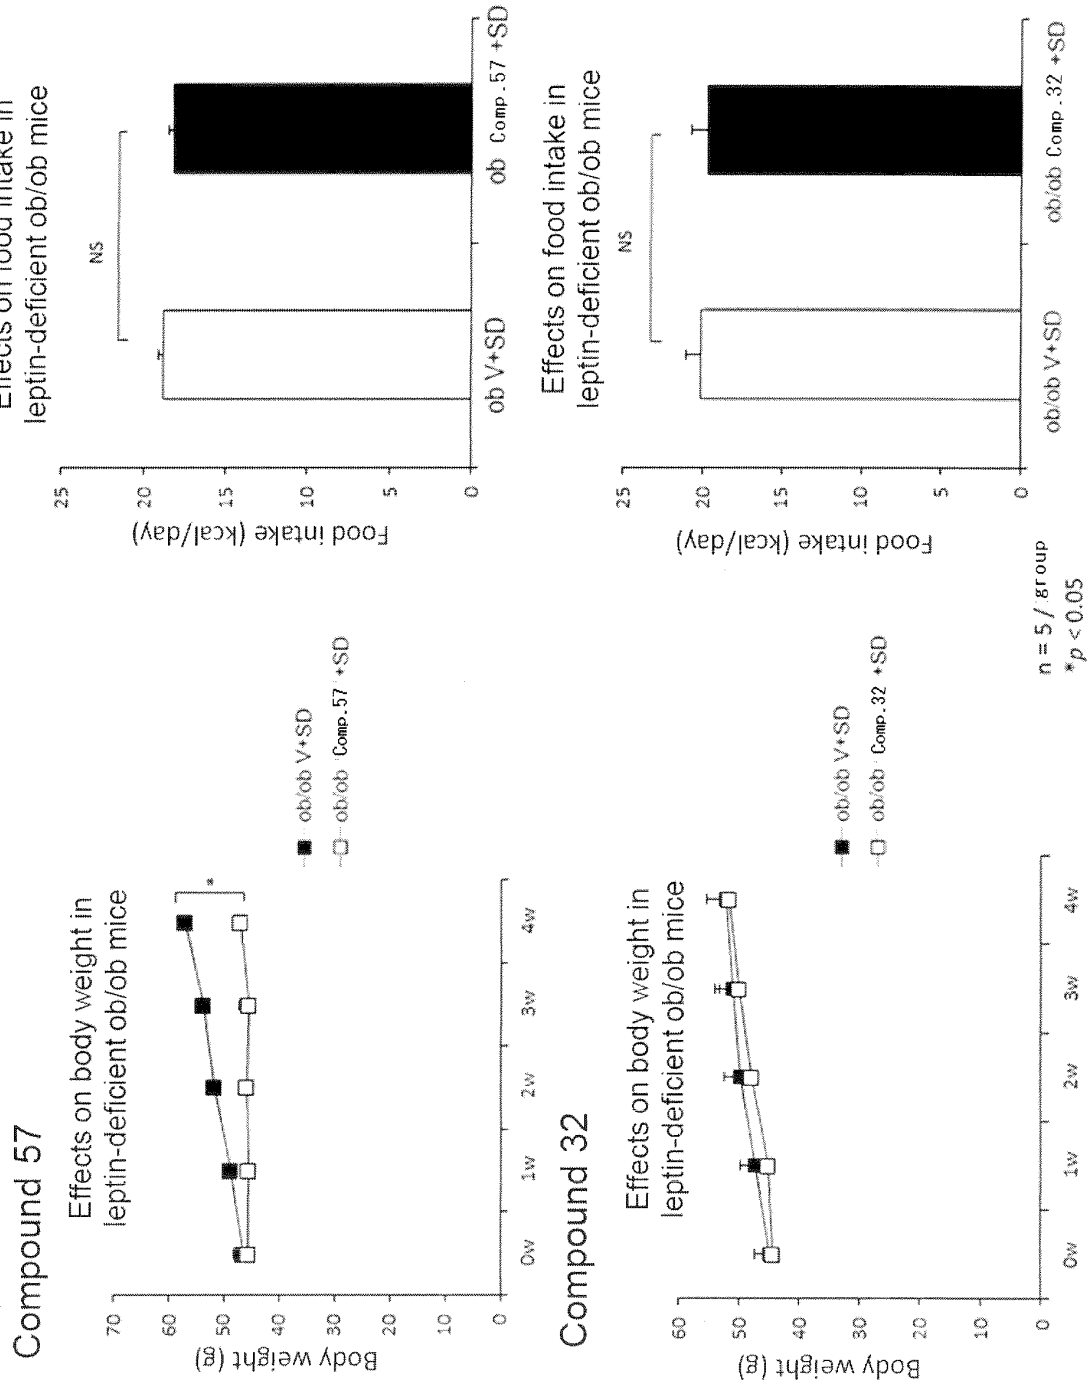 Compound 57
Effects on body weight in
leptin-deficient ob/ob mice
Body weight (g)
70
60
50
40
30
20
10
0
0w
1w
2w
3w
4w
*
ob/ob V+SD
ob/ob Comp.57 +SD
Effects on food intake in
leptin-deficient ob/ob mice
Food intake (kcal/day)
25
20
15
10
5
0
NS
ob V+SD
ob Comp.57 +SD
Compound 32
Effects on body weight in
leptin-deficient ob/ob mice
Body weight (g)
60
50
40
30
20
10
0
0w
1w
2w
3w
4w
ob/ob V+SD
ob/ob Comp.32 +SD
Effects on food intake in
leptin-deficient ob/ob mice
Food intake (kcal/day)
25
20
15
10
5
0
NS
ob/ob V+SD
ob/ob Comp.32 +SD
n = 5 / group
*p < 0.05